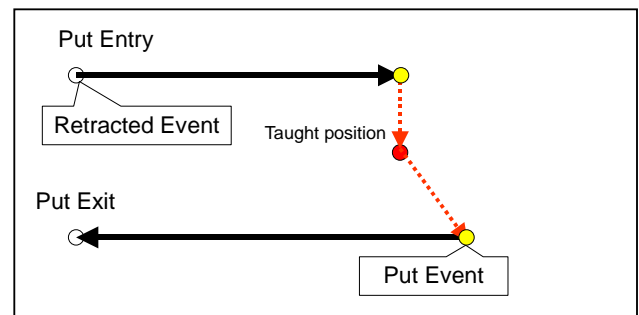 Put Entry
Retracted Event
Taught position
Put Exit
Put Event